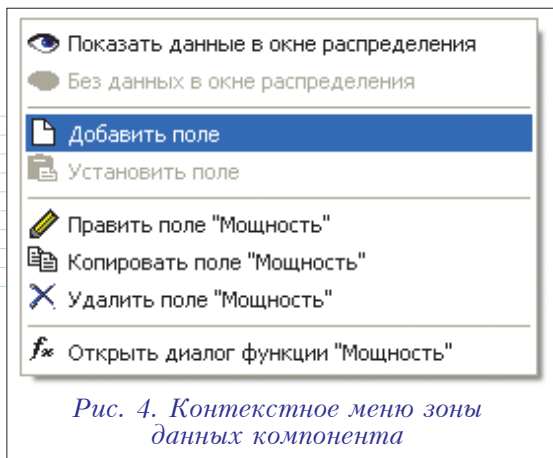 Показать данные в окне распределения
Без данных в окне распределения
Добавить поле
Установить поле
Править поле "Мощность"
Копировать поле "Мощность"
Удалить поле "Мощность"
fx Открыть диалог функции "Мощность"
Рис. 4. Контекстное меню зоны
данных компонента